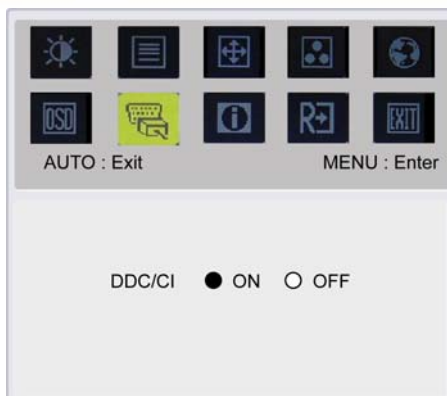 OSD i R EXIT
AUTO : Exit MENU : Enter
DDC/CI ON OFF